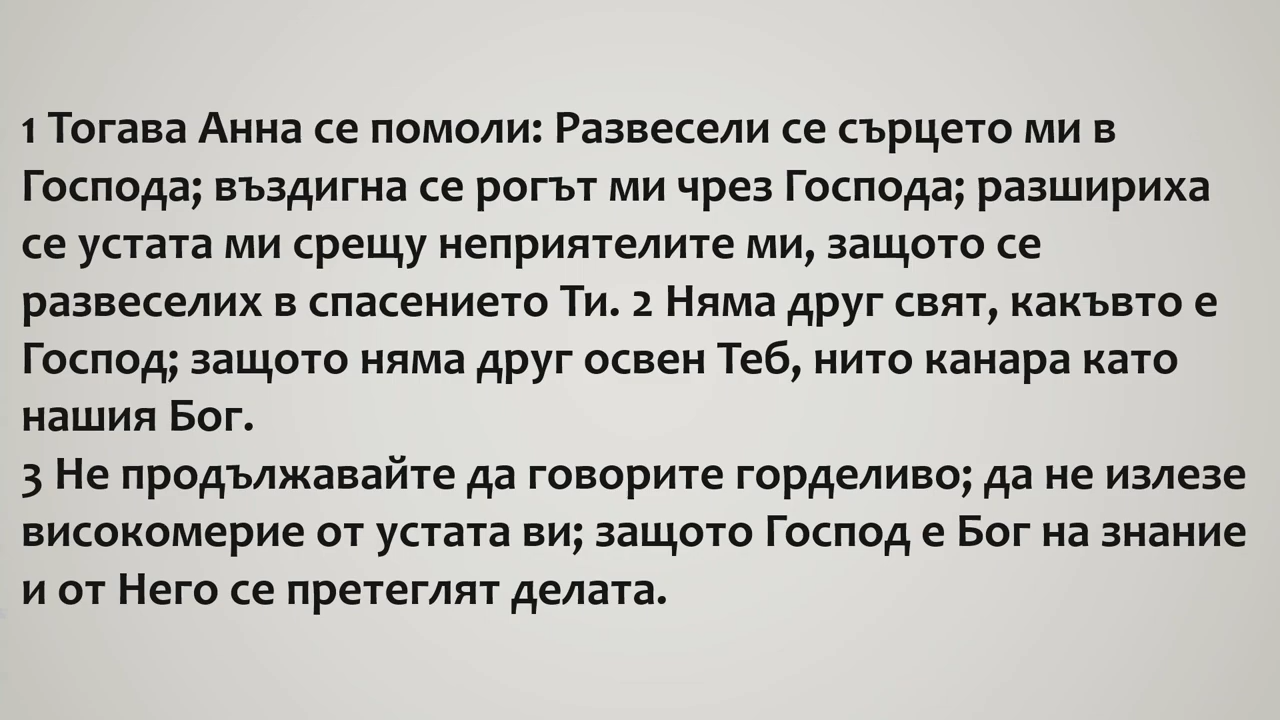 1 Тогава Анна се помоли: Развесели се сърцето ми в
Господа; въздигна се рогът ми чрез Господа; разшириха
се устата ми срещу неприятелите ми, защото се
развеселих в спасението Ти. 2 Няма друг свят, какъвто е
Господ; защото няма друг освен Теб, нито канара като
нашия Бог.
3 Не продължавайте да говорите горделиво; да не излезе
високомерие от устата ви; защото Господ е Бог на знание
и от Него се претеглят делата.